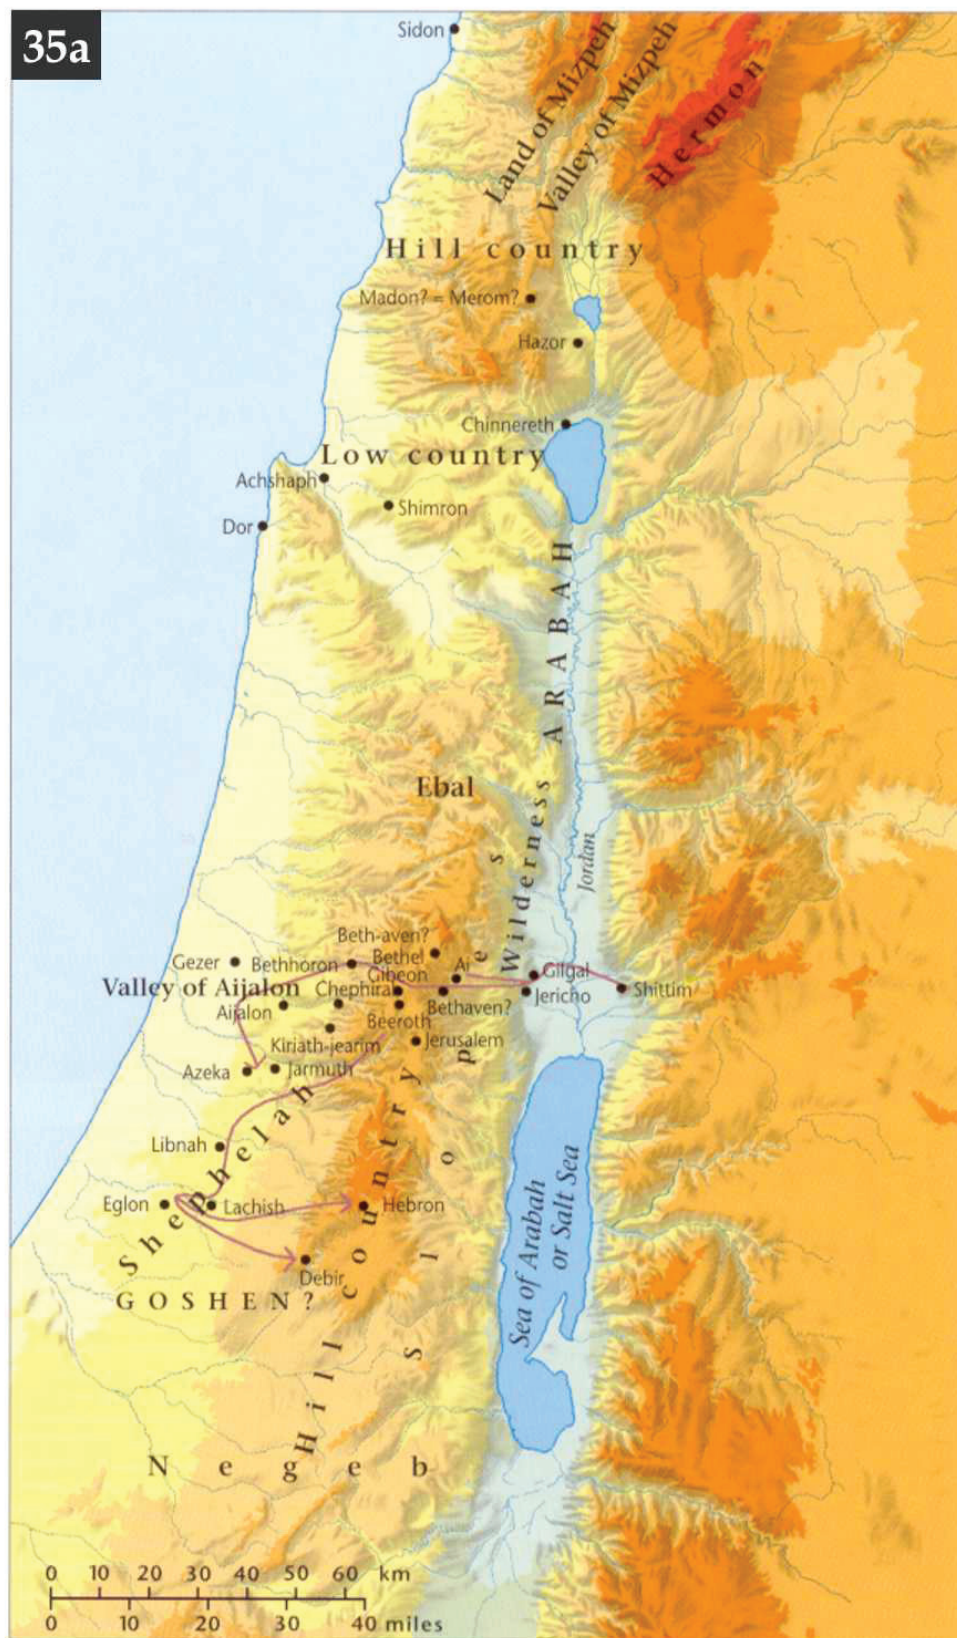 35a
Sidon
Land of Mizpeh
Valley of Mizpeh
Hermon
Hill country
Madon? = Merom?
Hazor
Chinnereth
Low country
Achshaph
Shimron
Dor
ARABAH
Ebal
Wilderness
Jordan
Slopes
Beth-aven?
Gezer
Bethhoron
Bethel
Gibeon
Ai
Gilgal
Valley of Aijalon
Chephirah
Jericho
Shittim
Aijalon
Beeroth
Bethaven?
Kiriath-jearim
Jerusalem
Azeka
Jarmuth
Libnah
Shephelah
Eglon
Lachish
Hebron
Debir
GOSHEN?
Hill country
Sea of Arabah
or Salt Sea
Negeb
0 10 20 30 40 50 60 km
0 10 20 30 40 miles